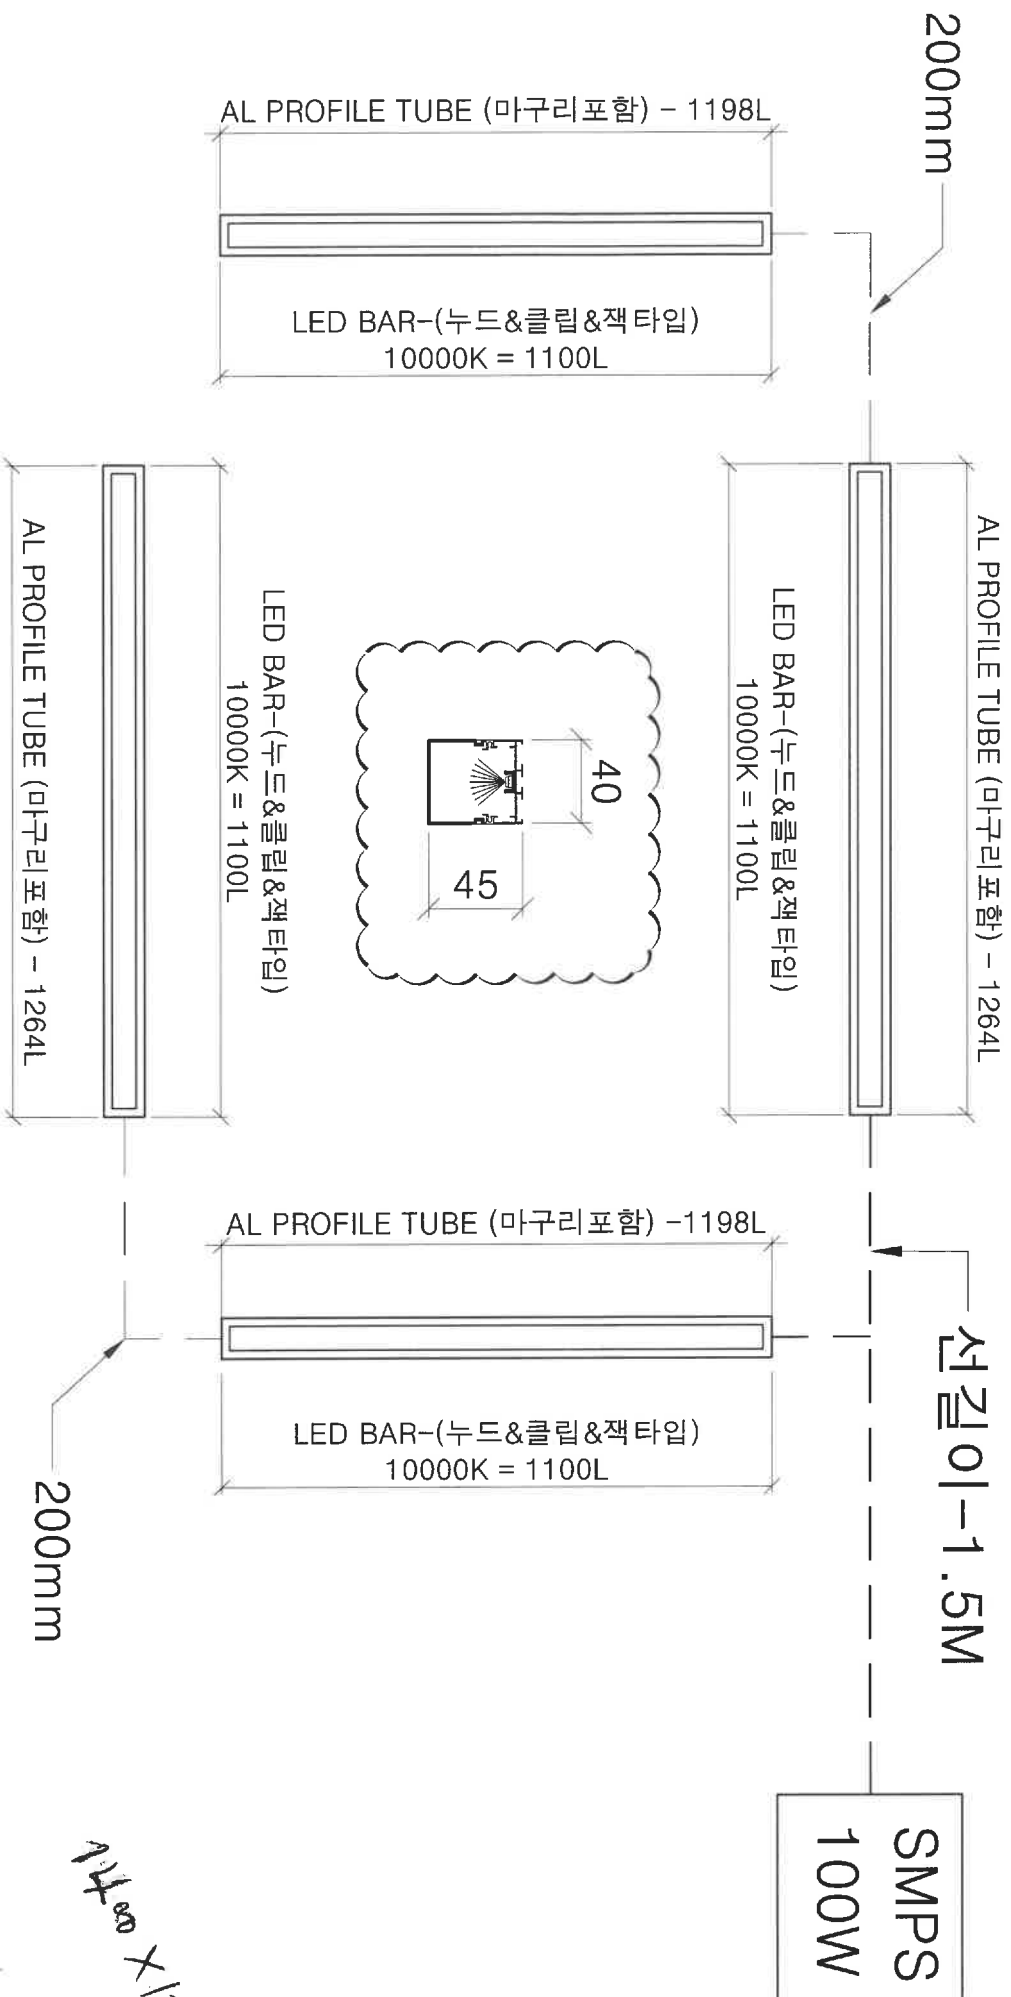 200mm
AL PROFILE TUBE (마구리포함) - 1198L
LED BAR-(누드&클립&잭타입)
10000K = 1100L
AL PROFILE TUBE (마구리포함) - 1264L
LED BAR-(누드&클립&잭타입)
10000K = 1100L
40
45
LED BAR-(누드&클립&잭타입)
10000K = 1100L
AL PROFILE TUBE (마구리포함) - 1264L
AL PROFILE TUBE (마구리포함) -1198L
LED BAR-(누드&클립&잭타입)
10000K = 1100L
선길이-1.5M
200mm
SMPS
100W